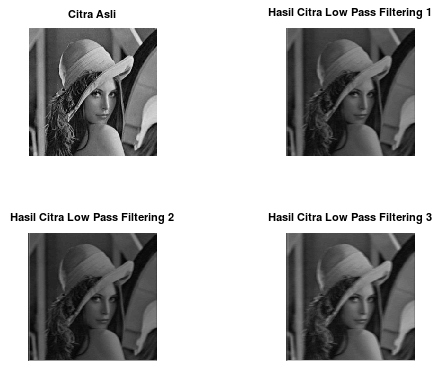 Citra Asli
Hasil Citra Low Pass Filtering 1
Hasil Citra Low Pass Filtering 2
Hasil Citra Low Pass Filtering 3